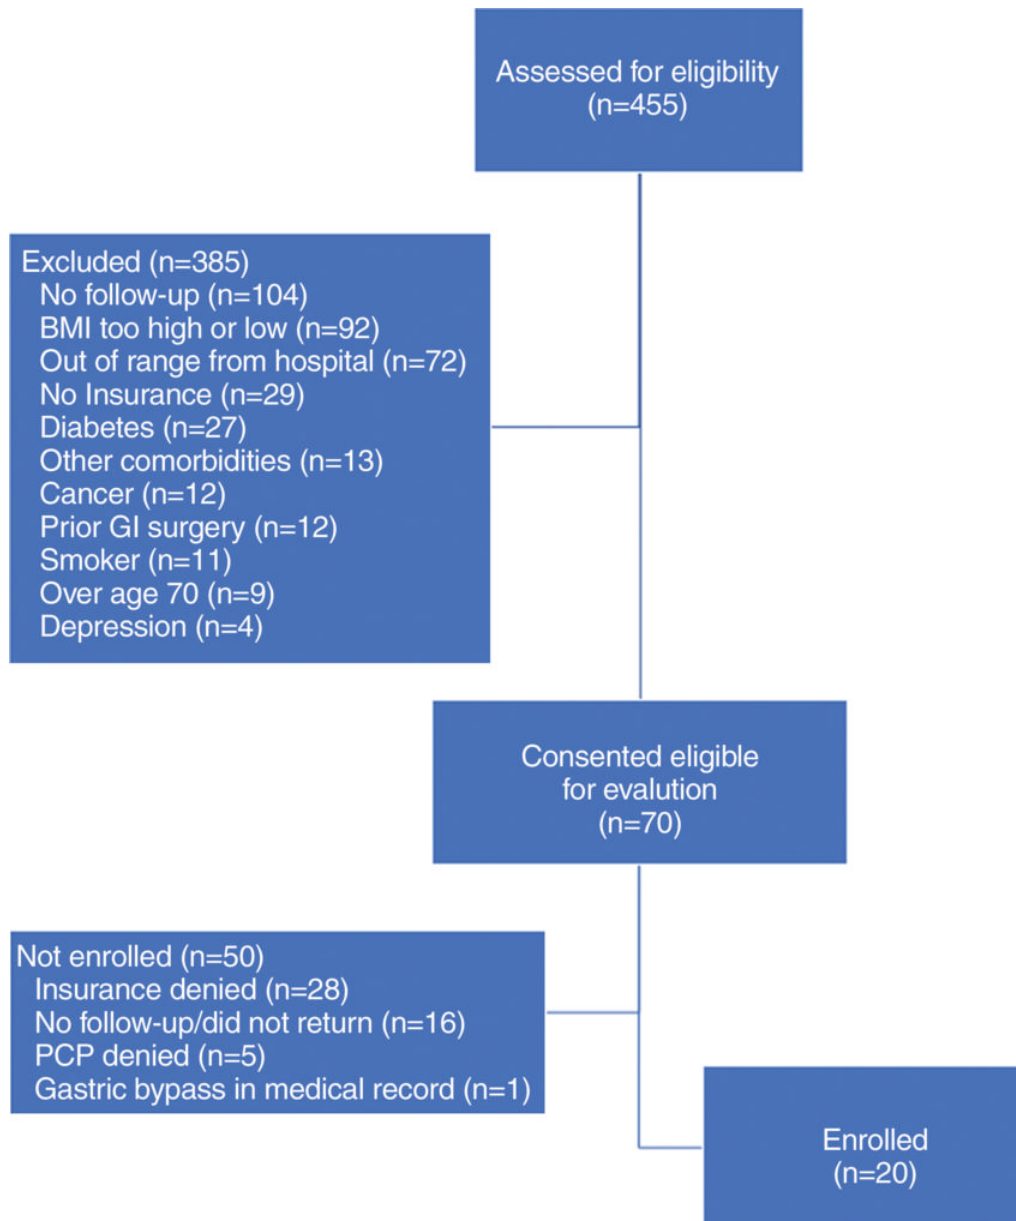 Assessed for eligibility
(n=455)
Excluded (n=385)
No follow-up (n=104)
BMI too high or low (n=92)
Out of range from hospital (n=72)
No Insurance (n=29)
Diabetes (n=27)
Other comorbidities (n=13)
Cancer (n=12)
Prior GI surgery (n=12)
Smoker (n=11)
Over age 70 (n=9)
Depression (n=4)
Consented eligible
for evalution
(n=70)
Not enrolled (n=50)
Insurance denied (n=28)
No follow-up/did not return (n=16)
PCP denied (n=5)
Gastric bypass in medical record (n=1)
Enrolled
(n=20)